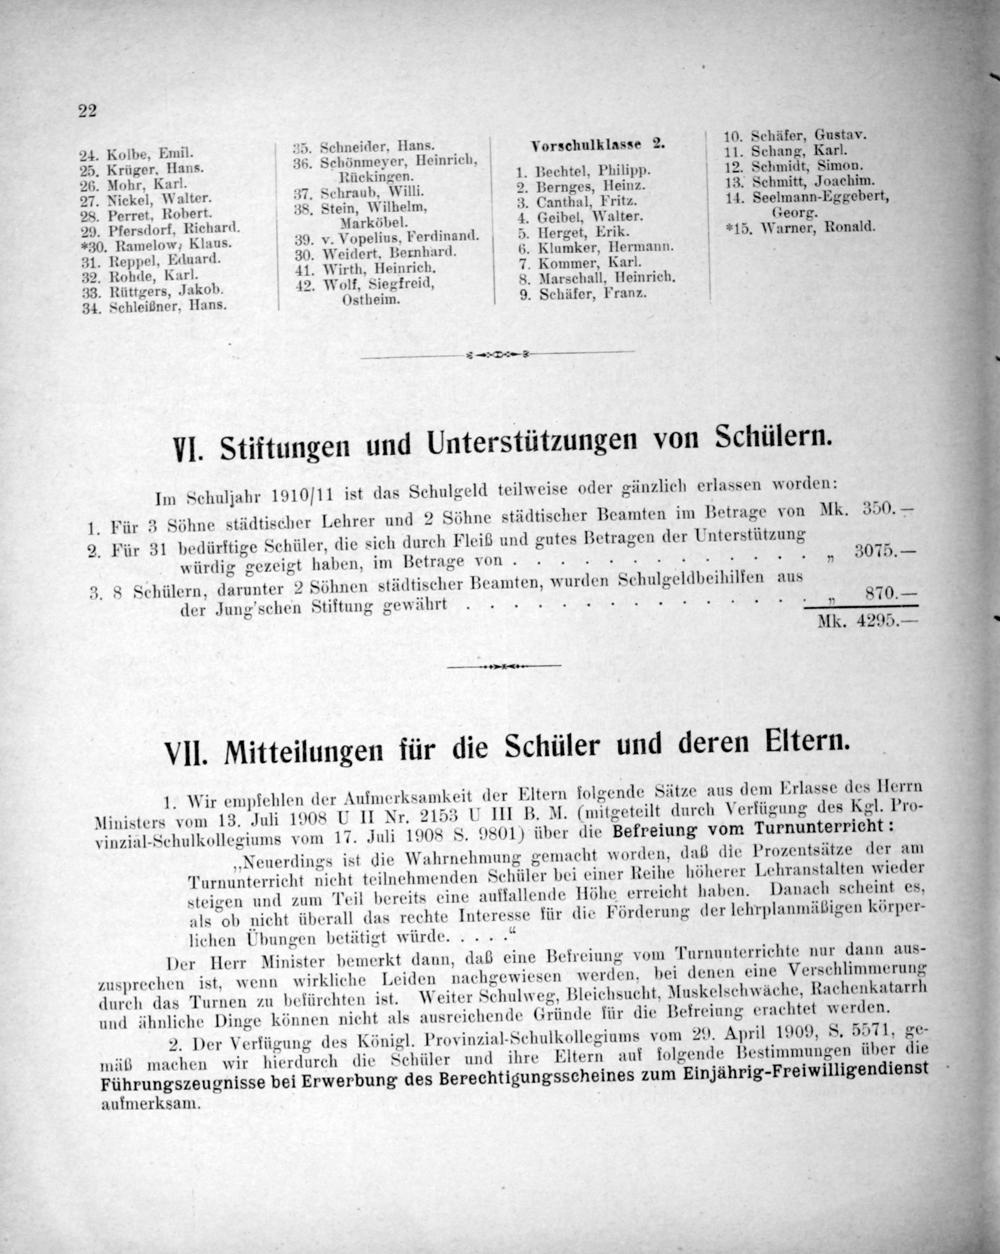 22
24. Kolbe, Emil.
25. Krüger, Hans.
26. Mohr, Karl.
27. Nickel, Walter.
28. Perret, Robert.
29. Pfersdorf, Richard.
*30. Ramelow, Klaus.
31. Reppel, Eduard.
32. Rohde, Karl.
33. Rüttgers, Jakob.
34. Schleißner, Hans.
35. Schneider, Hans.
36. Schönmeyer, Heinrich,
Rückingen.
37. Schraub, Willi.
38. Stein, Wilhelm,
Marköbel.
39. v. Vopelius, Ferdinand.
30. Weidert, Bernhard.
41. Wirth, Heinrich.
42. Wolf, Siegfreid,
Ostheim.
Vorschulklasse 2.
1. Bechtel, Philipp.
2. Bernges, Heinz.
3. Canthal, Fritz.
4. Geibel, Walter.
5. Herget, Erik.
6. Klumker, Hermann.
7. Kommer, Karl.
8. Marschall, Heinrich.
9. Schäfer, Franz.
10. Schäfer, Gustav.
11. Schang, Karl.
12. Schmidt, Simon.
13. Schmitt, Joachim.
14. Seelmann-Eggebert,
Georg.
*15. Warner, Ronald.
VI. Stiftungen und Unterstützungen von Schülern.
Im Schuljahr 1910/11 ist das Schulgeld teilweise oder gänzlich erlassen worden:
1. Für 3 Söhne städtischer Lehrer und 2 Söhne städtischer Beamten im Betrage von Mk. 350.—
2. Für 31 bedürftige Schüler, die sich durch Fleiß und gutes Betragen der Unterstützung
würdig gezeigt haben, im Betrage von . . . . . . . . . . . . . „ 3075.—
3. 8 Schülern, darunter 2 Söhnen städtischer Beamten, wurden Schulgeldbeihilfen aus
der Jung'schen Stiftung gewährt . . . . . . . . . . . . . . . „ 870.—
Mk. 4295.—
VII. Mitteilungen für die Schüler und deren Eltern.
1. Wir empfehlen der Aufmerksamkeit der Eltern folgende Sätze aus dem Erlasse des Herrn
Ministers vom 13. Juli 1908 U II Nr. 2153 U III B. M. (mitgeteilt durch Verfügung des Kgl. Pro-
vinzial-Schulkollegiums vom 17. Juli 1908 S. 9801) über die Befreiung vom Turnunterricht:
„Neuerdings ist die Wahrnehmung gemacht worden, daß die Prozentsätze der am
Turnunterricht nicht teilnehmenden Schüler bei einer Reihe höherer Lehranstalten wieder
steigen und zum Teil bereits eine auffallende Höhe erreicht haben. Danach scheint es,
als ob nicht überall das rechte Interesse für die Förderung der lehrplanmäßigen körper-
lichen Übungen betätigt würde. . . . .“
Der Herr Minister bemerkt dann, daß eine Befreiung vom Turnunterrichte nur dann aus-
zusprechen ist, wenn wirkliche Leiden nachgewiesen werden, bei denen eine Verschlimmerung
durch das Turnen zu befürchten ist. Weiter Schulweg, Bleichsucht, Muskelschwäche, Rachenkatarrh
und ähnliche Dinge können nicht als ausreichende Gründe für die Befreiung erachtet werden.
2. Der Verfügung des Königl. Provinzial-Schulkollegiums vom 29. April 1909, S. 5571, ge-
mäß machen wir hierdurch die Schüler und ihre Eltern auf folgende Bestimmungen über die
Führungszeugnisse bei Erwerbung des Berechtigungsscheines zum Einjährig-Freiwilligendienst
aufmerksam.